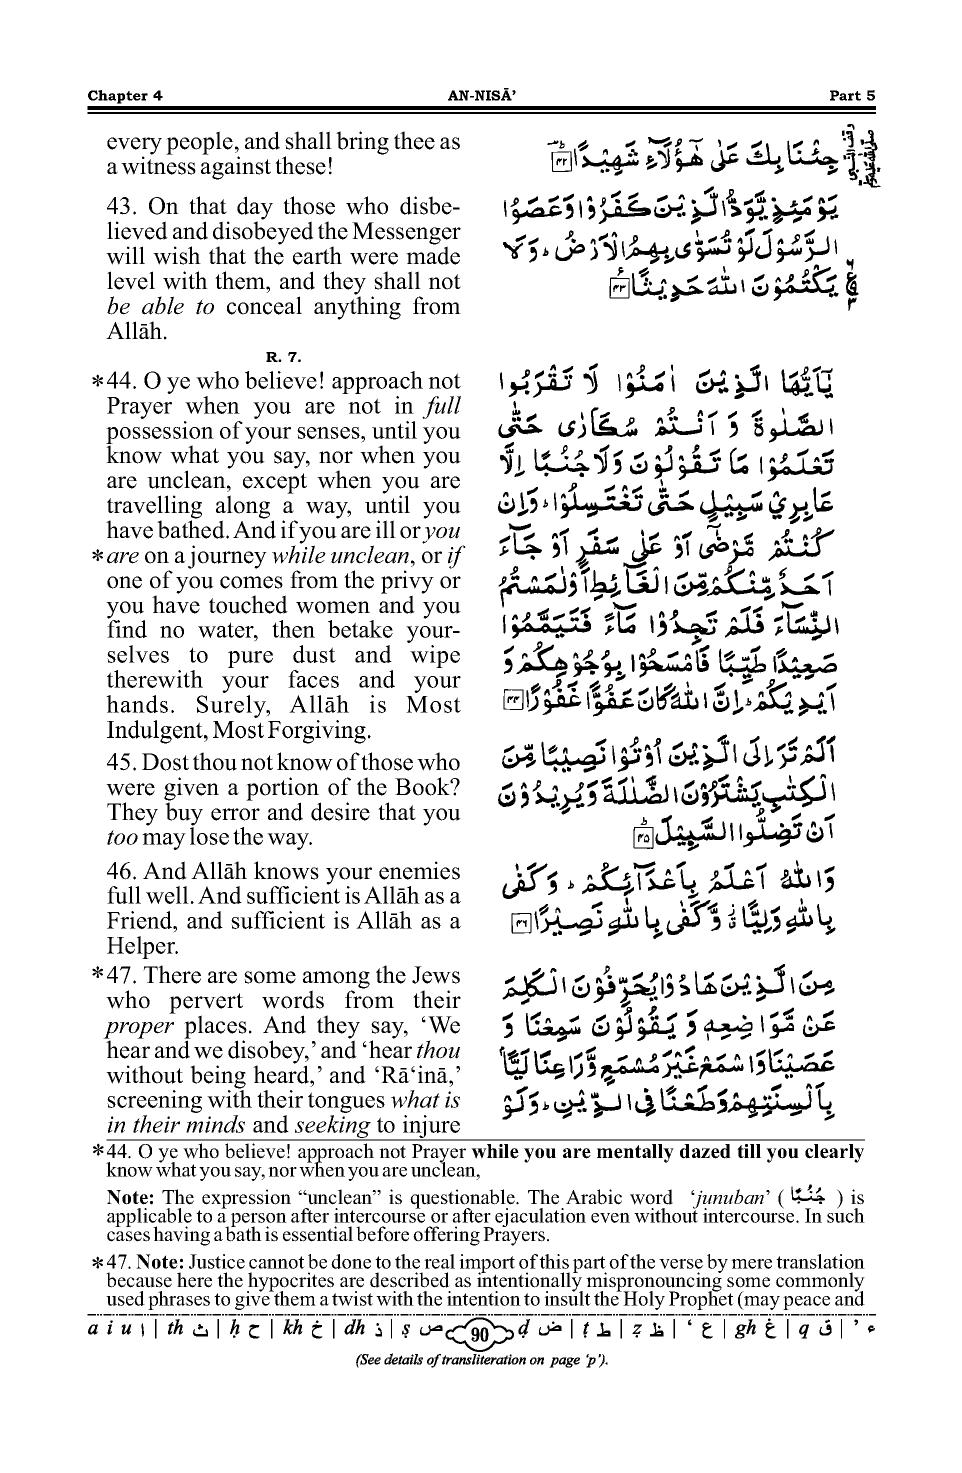 Chapter 4 AN-NISĀ’ Part 5
every people, and shall bring thee as
a witness against these!
43. On that day those who disbe-
lieved and disobeyed the Messenger
will wish that the earth were made
level with them, and they shall not
be able to conceal anything from
Allāh.
R. 7.
*44. O ye who believe! approach not
Prayer when you are not in full
possession of your senses, until you
know what you say, nor when you
are unclean, except when you are
travelling along a way, until you
have bathed. And if you are ill or you
*are on a journey while unclean, or if
one of you comes from the privy or
you have touched women and you
find no water, then betake your-
selves to pure dust and wipe
therewith your faces and your
hands. Surely, Allāh is Most
Indulgent, Most Forgiving.
45. Dost thou not know of those who
were given a portion of the Book?
They buy error and desire that you
too may lose the way.
46. And Allāh knows your enemies
full well. And sufficient is Allāh as a
Friend, and sufficient is Allāh as a
Helper.
*47. There are some among the Jews
who pervert words from their
proper places. And they say, ‘We
hear and we disobey,’ and ‘hear thou
without being heard,’ and ‘Rā‘inā,’
screening with their tongues what is
in their minds and seeking to injure
جِئْنَا بِكَ عَلٰى هٰٓؤُلَآءِ شَهِيْدًا ۴۲
يَوْمَئِذٍ يَّوَدُّ الَّذِيْنَ كَفَرُوْا وَعَصَوُا
الرَّسُوْلَ لَوْ تُسَوّٰى بِهِمُ الْاَرْضُ ؕ وَلَا
يَكْتُمُوْنَ اللّٰهَ حَدِيْثًا ۴۳
يٰٓاَيُّهَا الَّذِيْنَ اٰمَنُوْا لَا تَقْرَبُوا
الصَّلٰوةَ وَ اَنْتُمْ سُكَارٰى حَتّٰى
تَعْلَمُوْا مَا تَقُوْلُوْنَ وَلَا جُنُبًا اِلَّا
عَابِرِيْ سَبِيْلٍ حَتّٰى تَغْتَسِلُوْا ؕ وَاِنْ
كُنْتُمْ مَّرْضٰٓى اَوْ عَلٰى سَفَرٍ اَوْ جَآءَ
اَحَدٌ مِّنْكُمْ مِّنَ الْغَآئِطِ اَوْ لٰمَسْتُمُ
النِّسَآءَ فَلَمْ تَجِدُوْا مَآءً فَتَيَمَّمُوْا
صَعِيْدًا طَيِّبًا فَامْسَحُوْا بِوُجُوْهِكُمْ وَ
اَيْدِيْكُمْ ؕ اِنَّ اللّٰهَ كَانَ عَفُوًّا غَفُوْرًا ۴۴
اَلَمْ تَرَ اِلَى الَّذِيْنَ اُوْتُوْا نَصِيْبًا مِّنَ
الْكِتٰبِ يَشْتَرُوْنَ الضَّلٰلَةَ وَيُرِيْدُوْنَ
اَنْ تَضِلُّوا السَّبِيْلَ ۴۵
وَاللّٰهُ اَعْلَمُ بِاَعْدَآئِكُمْ ؕ وَكَفٰى
بِاللّٰهِ وَلِيًّا ۫ وَّكَفٰى بِاللّٰهِ نَصِيْرًا ۴۶
مِنَ الَّذِيْنَ هَادُوْا يُحَرِّفُوْنَ الْكَلِمَ
عَنْ مَّوَاضِعِهٖ وَ يَقُوْلُوْنَ سَمِعْنَا وَ
عَصَيْنَا وَاسْمَعْ غَيْرَ مُسْمَعٍ وَّرَاعِنَا لَيًّۢا
بِاَلْسِنَتِهِمْ وَطَعْنًا فِى الدِّيْنِ ؕ وَلَوْ
*44. O ye who believe! approach not Prayer while you are mentally dazed till you clearly
know what you say, nor when you are unclean,
Note: The expression “unclean” is questionable. The Arabic word ‘junuban’ ( جُنُبًا ) is
applicable to a person after intercourse or after ejaculation even without intercourse. In such
cases having a bath is essential before offering Prayers.
*47. Note: Justice cannot be done to the real import of this part of the verse by mere translation
because here the hypocrites are described as intentionally mispronouncing some commonly
used phrases to give them a twist with the intention to insult the Holy Prophet (may peace and
a i u ا | th ث | ḥ ح | kh خ | dh ذ | ṣ ص 90 ḍ ض | ṭ ط | ẓ ظ | ‘ ع | gh غ | q ق | ’ ء
(See details of transliteration on page ‘p’).